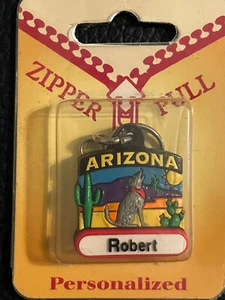 ZIPPER PULL
ARIZONA
Robert
Personalized